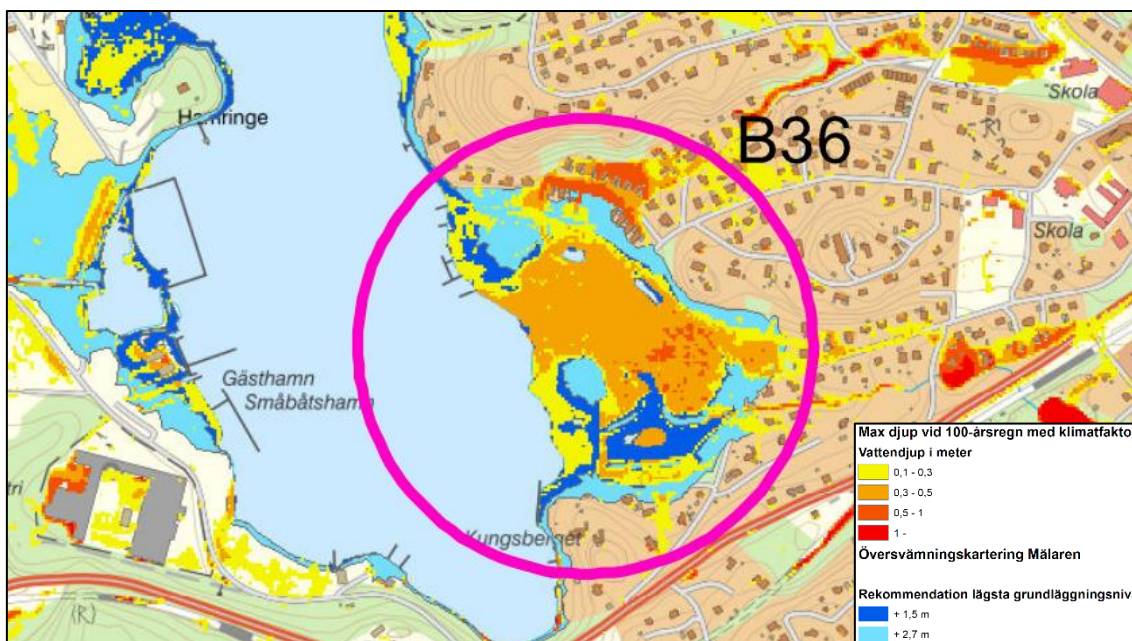 Skola
B36
Skola
Gästhamn
Småbåtshamn
tri
Kungsberget
(R)
Max djup vid 100-årsregn med klimatfakto
Vattendjup i meter
0,1 - 0,3
0,3 - 0,5
0,5 - 1
1 -
Översvämningskartering Mälaren
Rekommendation lägsta grundläggningsniv
+ 1,5 m
+ 2,7 m